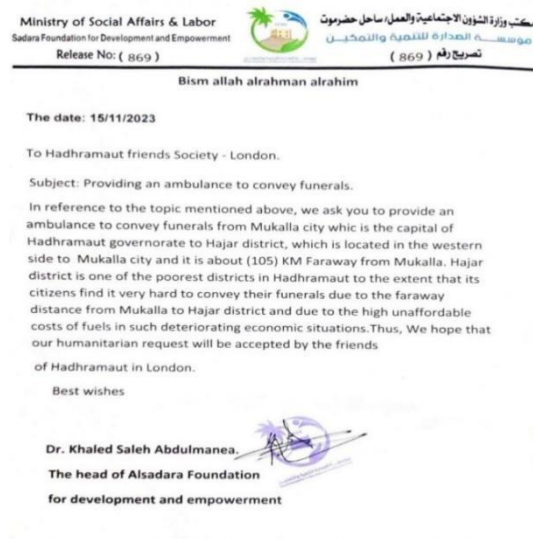 Ministry of Social Affairs & Labor
Sadara Foundation for Development and Empowerment
Release No: ( 869 )
مكتب وزارة الشؤون الاجتماعية والعمل، ساحل حضرموت
مؤسسة الصدارة للتنمية والتمكين
تصريح رقم ( 869 )
Bism allah alrahman alrahim
The date: 15/11/2023
To Hadhramaut friends Society - London.
Subject: Providing an ambulance to convey funerals.
In reference to the topic mentioned above, we ask you to provide an
ambulance to convey funerals from Mukalla city whic is the capital of
Hadhramaut governorate to Hajar district, which is located in the western
side to Mukalla city and it is about (105) KM Faraway from Mukalla. Hajar
district is one of the poorest districts in Hadhramaut to the extent that its
citizens find it very hard to convey their funerals due to the faraway
distance from Mukalla to Hajar district and due to the high unaffordable
costs of fuels in such deteriorating economic situations.Thus, We hope that
our humanitarian request will be accepted by the friends
of Hadhramaut in London.
Best wishes
Dr. Khaled Saleh Abdulmanea.
The head of Alsadara Foundation
for development and empowerment